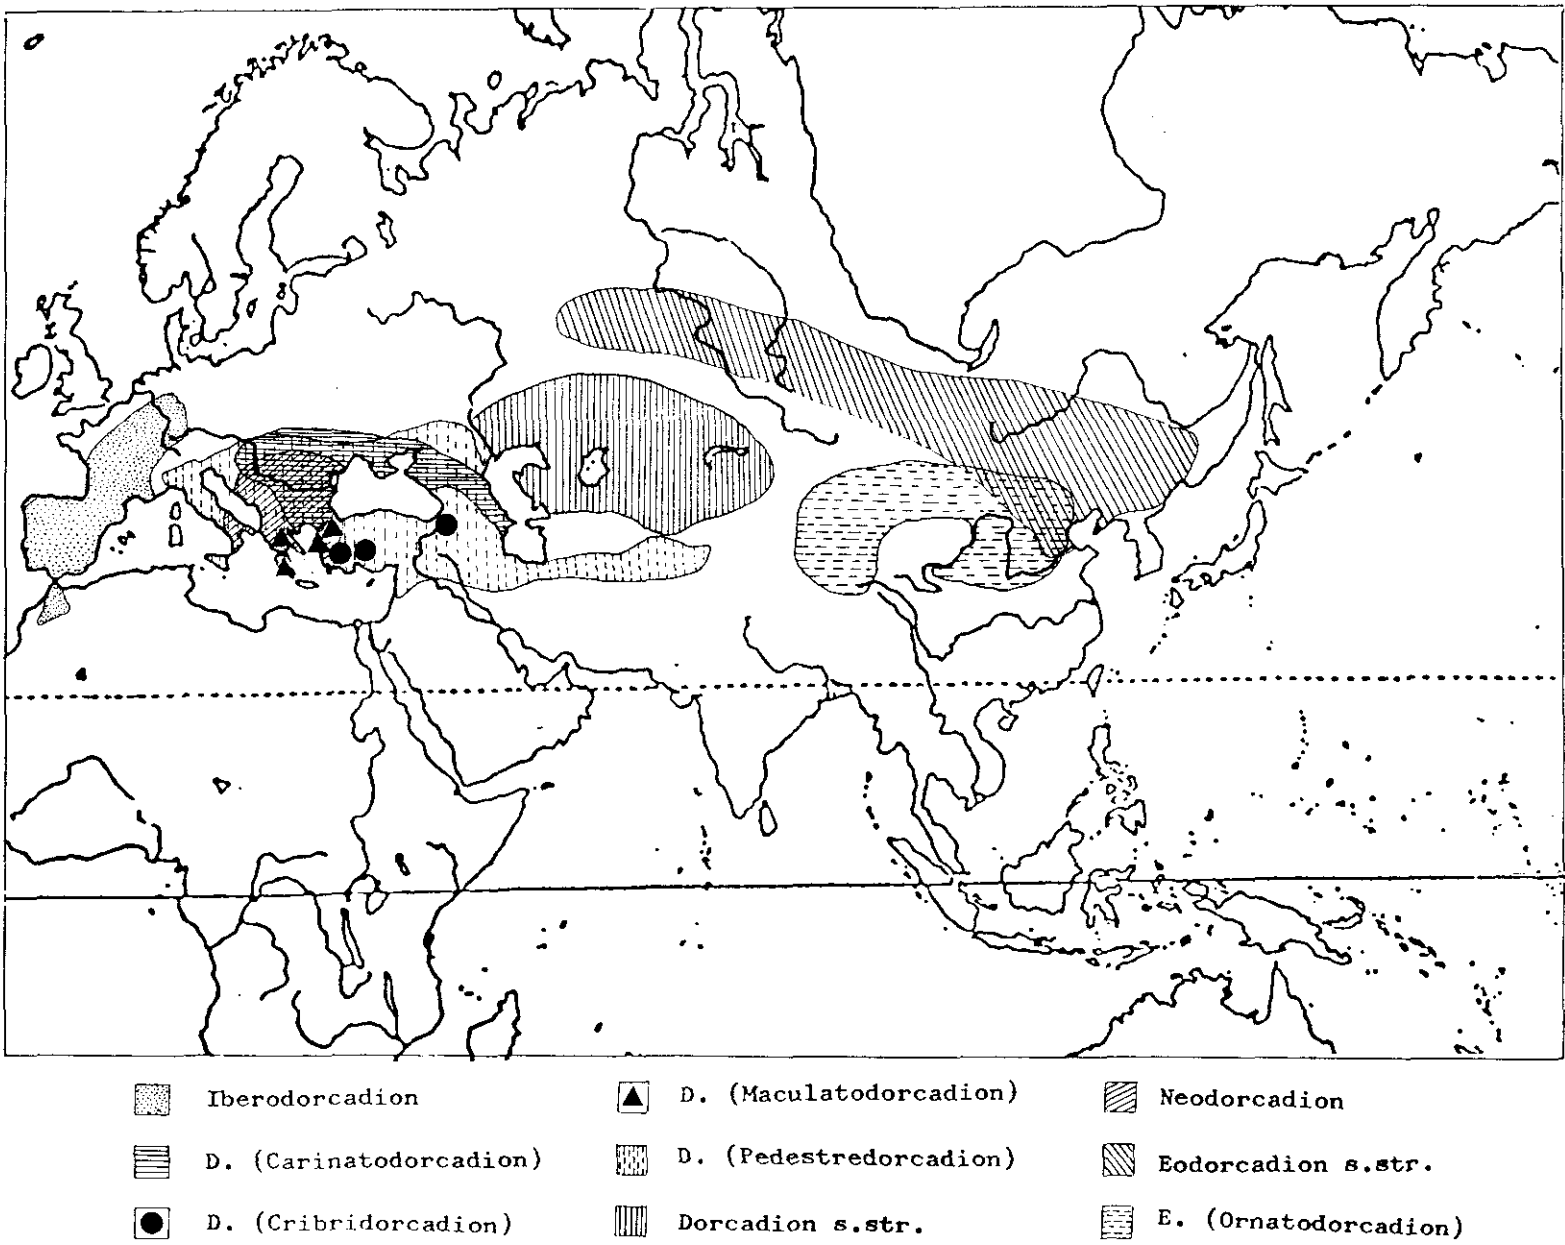 Iberodorcadion
D. (Maculatodorcadion)
Neodorcadion
D. (Carinatodorcadion)
D. (Pedestredorcadion)
Eodorcadion s.str.
D. (Cribridorcadion)
Dorcadion s.str.
E. (Ornatodorcadion)